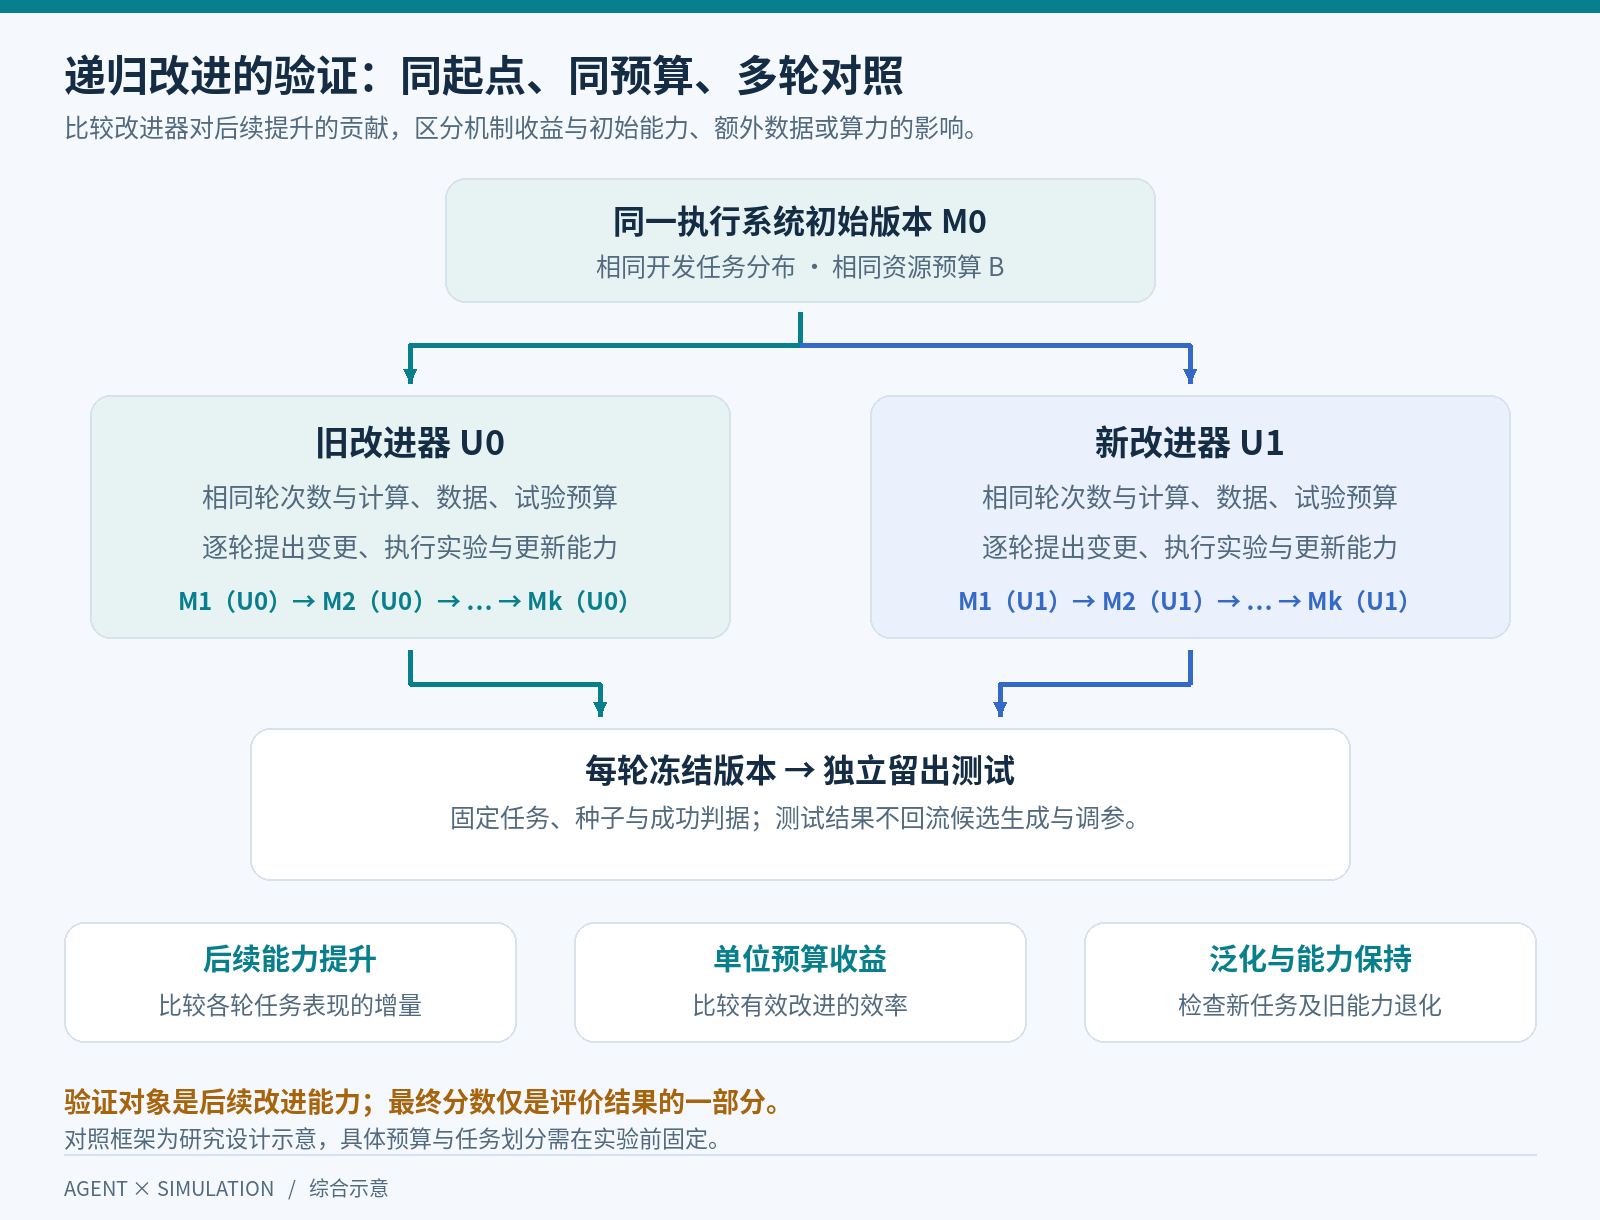 递归改进的验证：同起点、同预算、多轮对照
比较改进器对后续提升的贡献，区分机制收益与初始能力、额外数据或算力的影响。
同一执行系统初始版本 M0
相同开发任务分布 · 相同资源预算 B
旧改进器 U0
相同轮次数与计算、数据、试验预算
逐轮提出变更、执行实验与更新能力
M1（U0）→ M2（U0）→ … → Mk（U0）
新改进器 U1
相同轮次数与计算、数据、试验预算
逐轮提出变更、执行实验与更新能力
M1（U1）→ M2（U1）→ … → Mk（U1）
每轮冻结版本 → 独立留出测试
固定任务、种子与成功判据；测试结果不回流候选生成与调参。
后续能力提升
比较各轮任务表现的增量
单位预算收益
比较有效改进的效率
泛化与能力保持
检查新任务及旧能力退化
验证对象是后续改进能力；最终分数仅是评价结果的一部分。
对照框架为研究设计示意，具体预算与任务划分需在实验前固定。
AGENT × SIMULATION / 综合示意